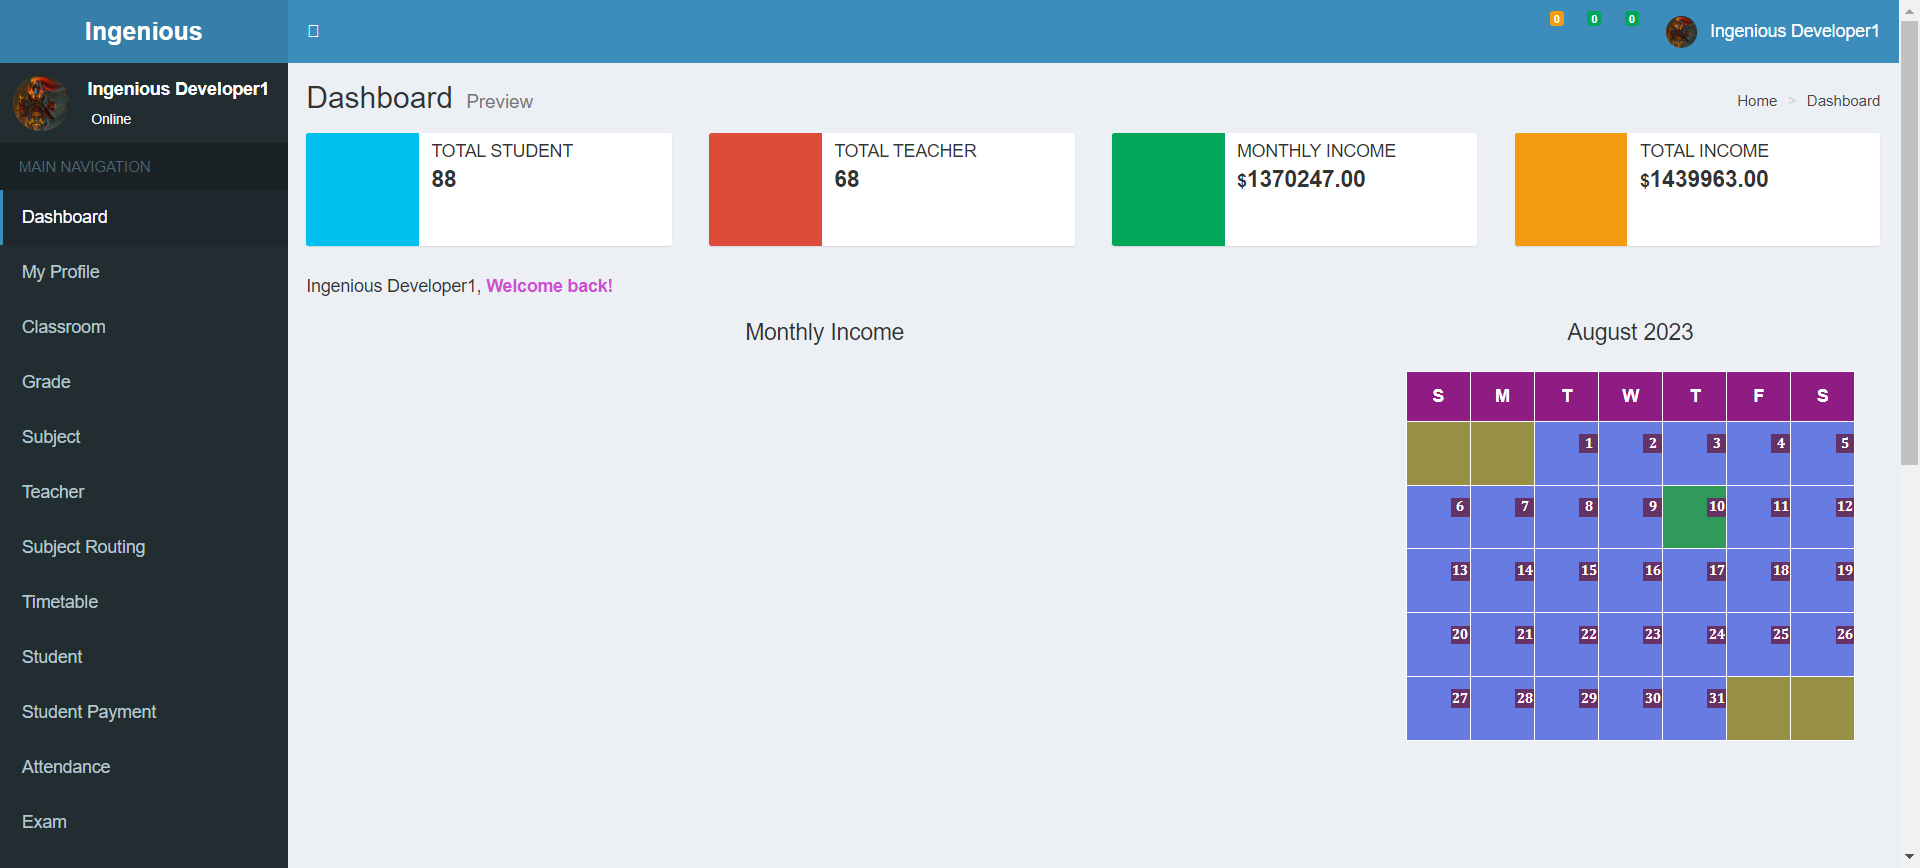 Ingenious
0 0 0 Ingenious Developer1
Ingenious Developer1
Online
MAIN NAVIGATION
Dashboard
My Profile
Classroom
Grade
Subject
Teacher
Subject Routing
Timetable
Student
Student Payment
Attendance
Exam
Dashboard Preview
Home > Dashboard
TOTAL STUDENT
88
TOTAL TEACHER
68
MONTHLY INCOME
$1370247.00
TOTAL INCOME
$1439963.00
Ingenious Developer1, Welcome back!
Monthly Income
August 2023
S M T W T F S
1 2 3 4 5
6 7 8 9 10 11 12
13 14 15 16 17 18 19
20 21 22 23 24 25 26
27 28 29 30 31